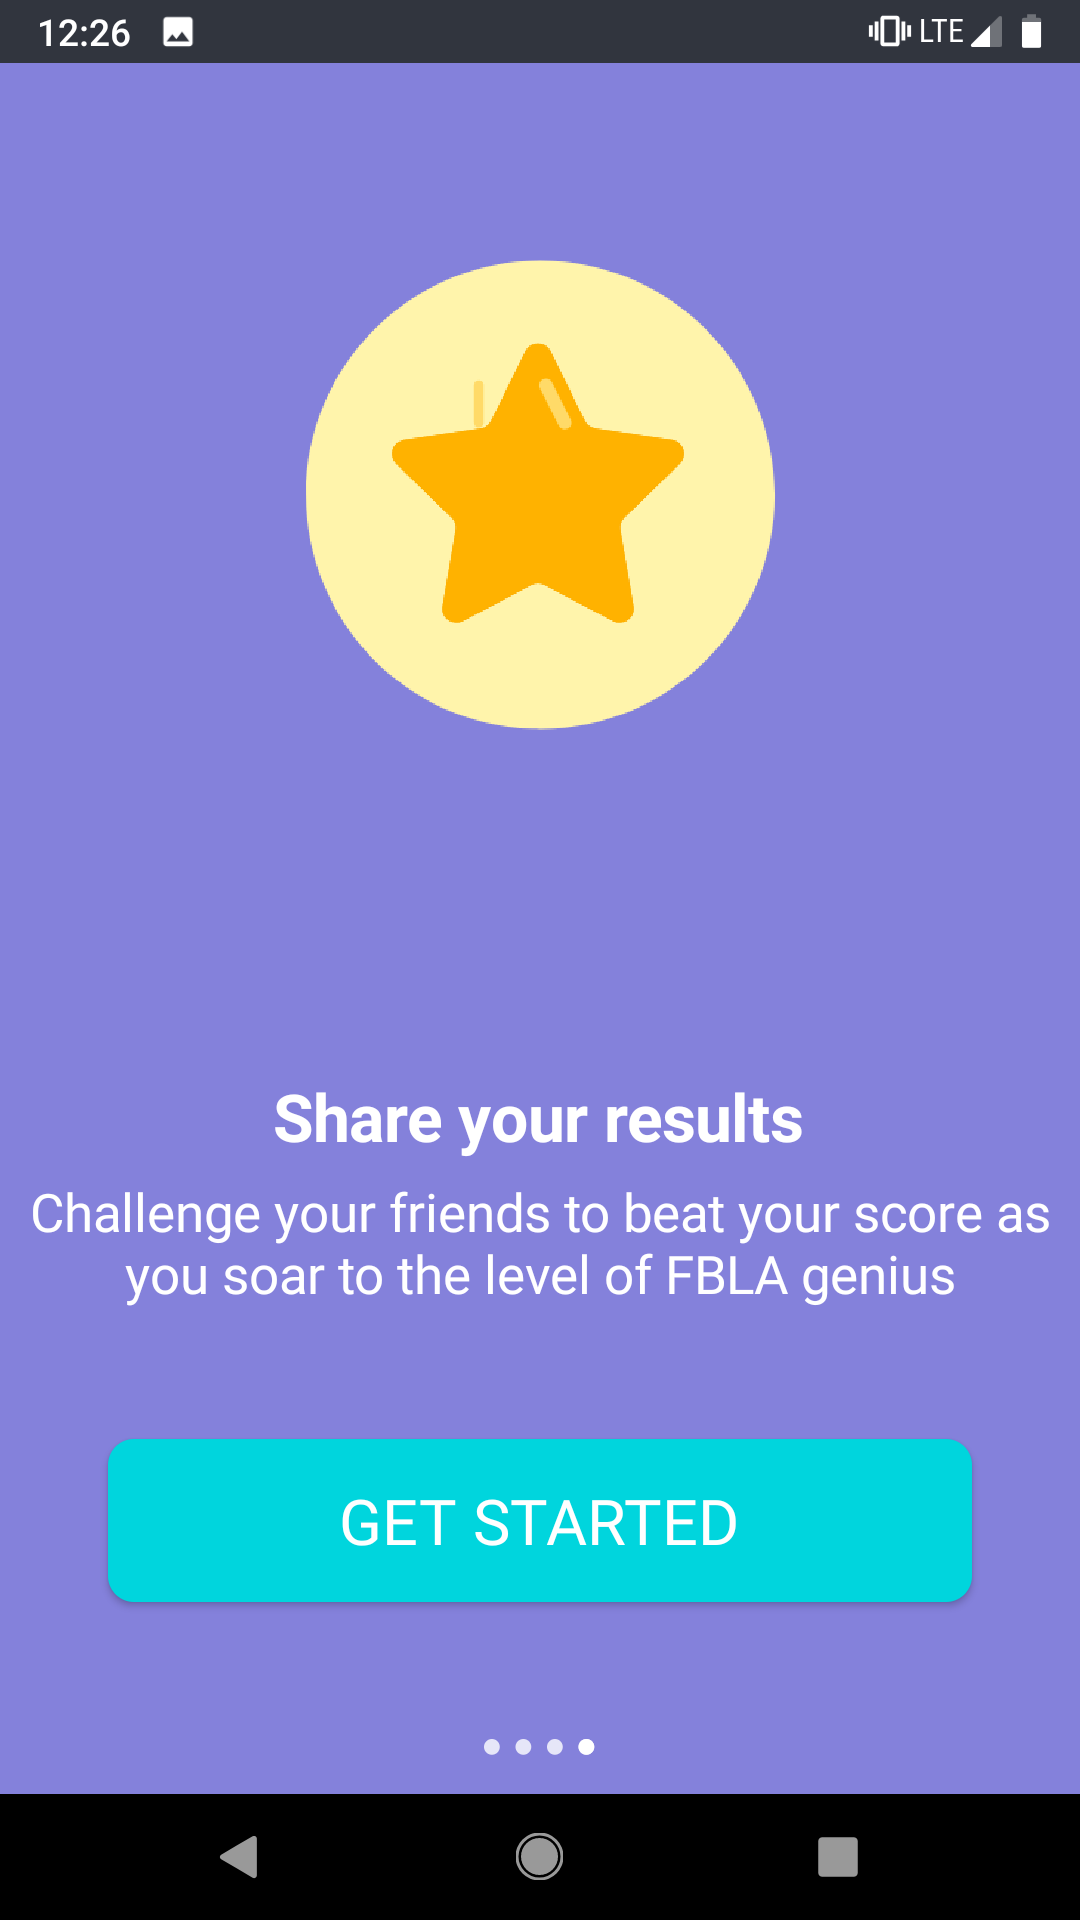 12:26 LTE
Share your results
Challenge your friends to beat your score as
you soar to the level of FBLA genius
GET STARTED